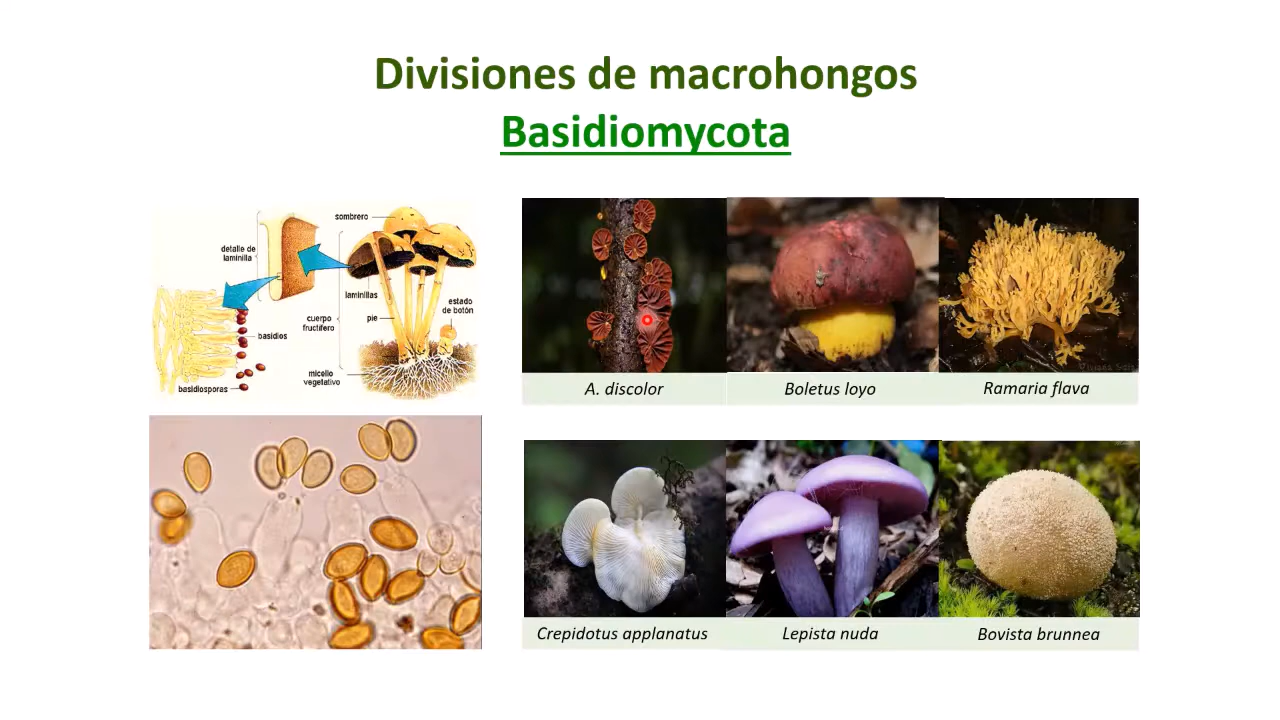 Divisiones de macrohongos
Basidiomycota
sombrero
detalle de
laminilla
laminillas
estado
de botón
cuerpo
fructífero
pie
basidios
micelio
vegetativo
basidiosporas
A. discolor
Boletus loyo
Ramaria flava
Crepidotus applanatus
Lepista nuda
Bovista brunnea